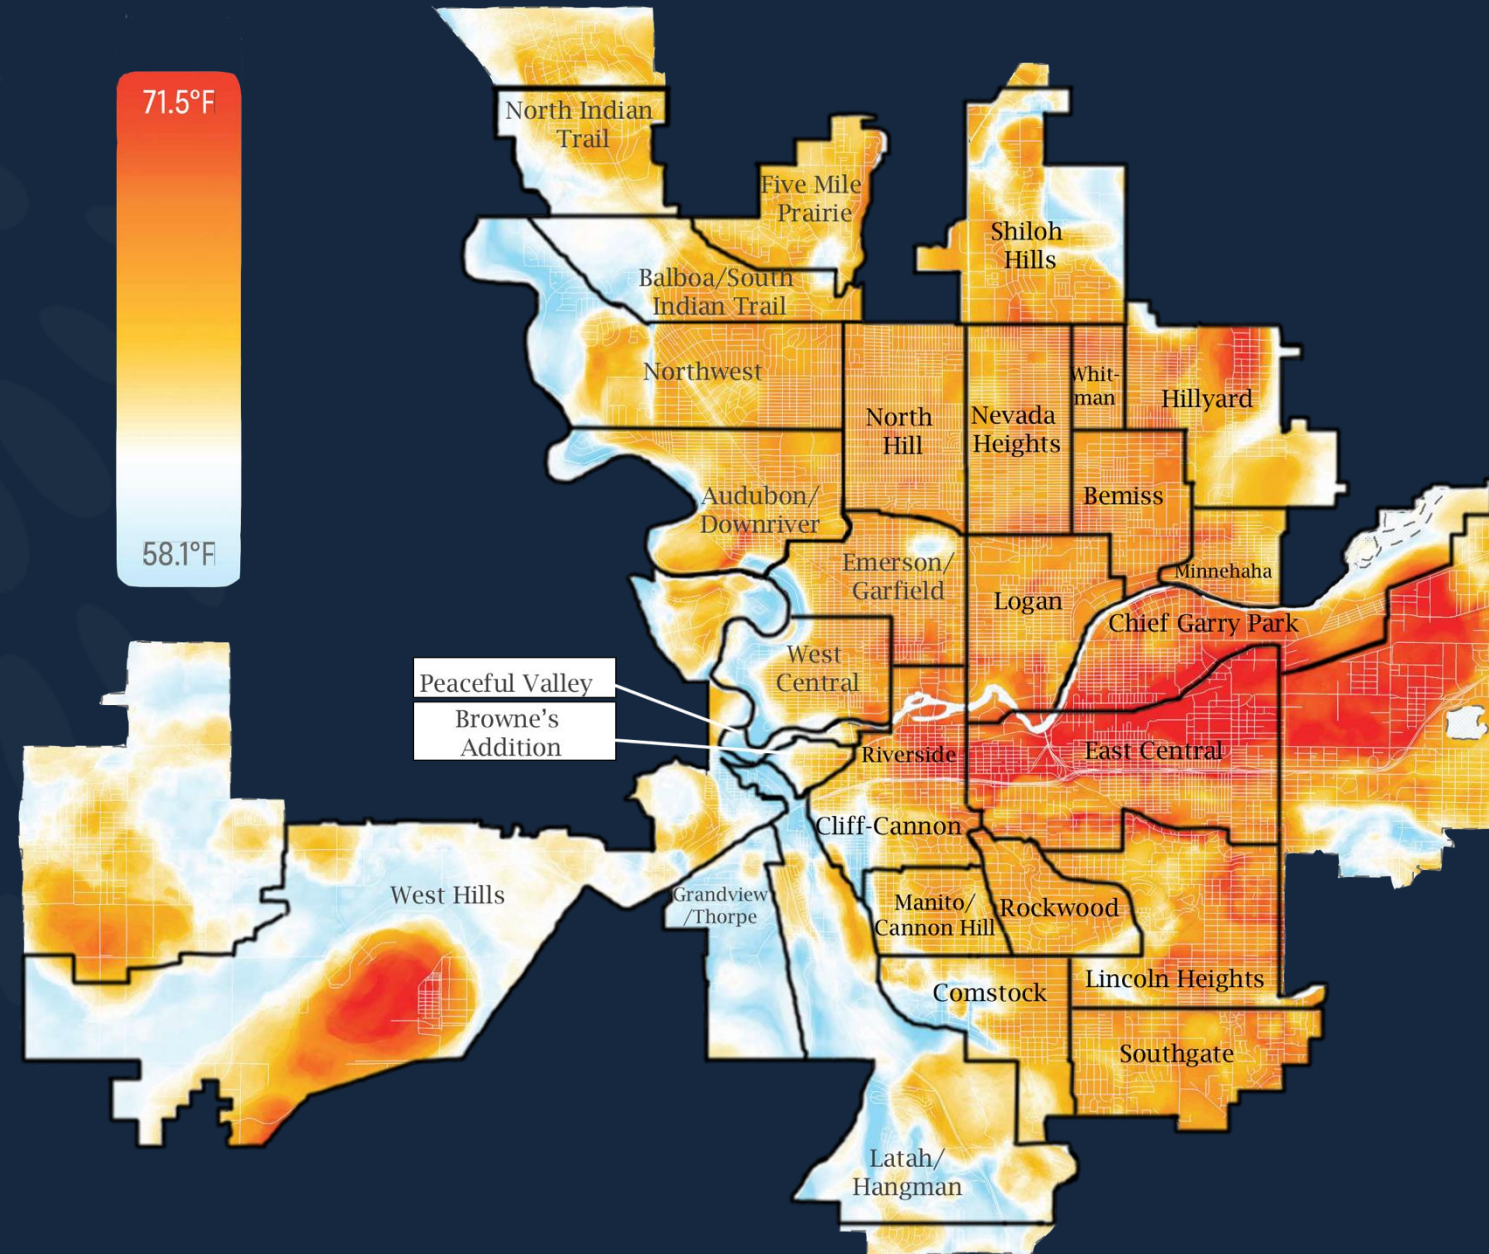 71.5°F
58.1°F
North Indian
Trail
Five Mile
Prairie
Shiloh
Hills
Balboa/South
Indian Trail
Northwest
North
Hill
Nevada
Heights
Whit-
man
Hillyard
Bemiss
Audubon/
Downriver
Emerson/
Garfield
Logan
Minnehaha
Chief Garry Park
West
Central
Peaceful Valley
Browne's
Addition
Riverside
East Central
Cliff-Cannon
West Hills
Grandview
/Thorpe
Manito/
Cannon Hill
Rockwood
Comstock
Lincoln Heights
Southgate
Latah/
Hangman